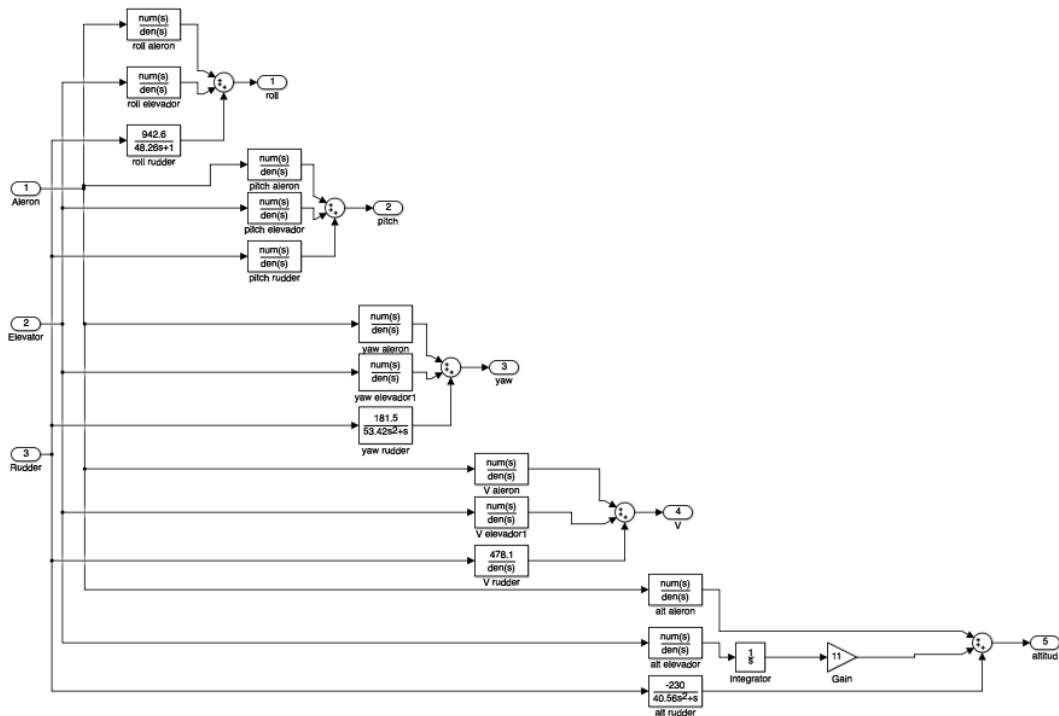 num(s)
den(s)
roll aleron
num(s)
den(s)
roll elevador
1
roll
942.6
48.26s+1
roll rudder
num(s)
den(s)
pitch aleron
1
Aleron
num(s)
den(s)
pitch elevador
2
pitch
num(s)
den(s)
pitch rudder
2
Elevator
num(s)
den(s)
yaw aleron
num(s)
den(s)
yaw elevador1
3
yaw
181.5
53.42s²+s
yaw rudder
3
Rudder
num(s)
den(s)
V aleron
num(s)
den(s)
V elevador1
4
V
478.1
den(s)
V rudder
num(s)
den(s)
alt aleron
num(s)
den(s)
alt elevador
1
s
Integrator
11
Gain
5
altitud
-230
40.56s²+s
alt rudder